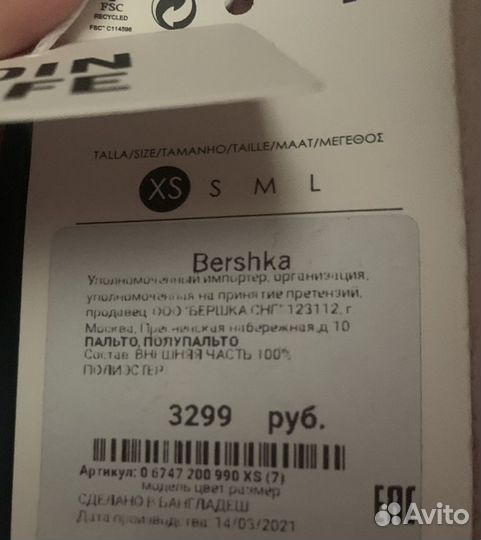 FSC
RECYCLED
FSC® C114598
DIN
FE
TALLA/SIZE/TAMANHO/TAILLE/MAAT/ΜΕΓΕΘΟΣ
XS S M L
Bershka
Уполномоченный импортер, организация,
уполномоченная на принятие претензий,
продавец ООО "БЕРШКА СНГ" 123112, г
Москва, Пресненская набережная,д 10
ПАЛЬТО, ПОЛУПАЛЬТО
Состав ВНЕШНЯЯ ЧАСТЬ 100%
ПОЛИЭСТЕР
3299 руб.
Артикул: 0 6747 200 990 XS (7)
модель цвет размер
СДЕЛАНО В БАНГЛАДЕШ
Дата производства: 14/03/2021
EAC
Avito